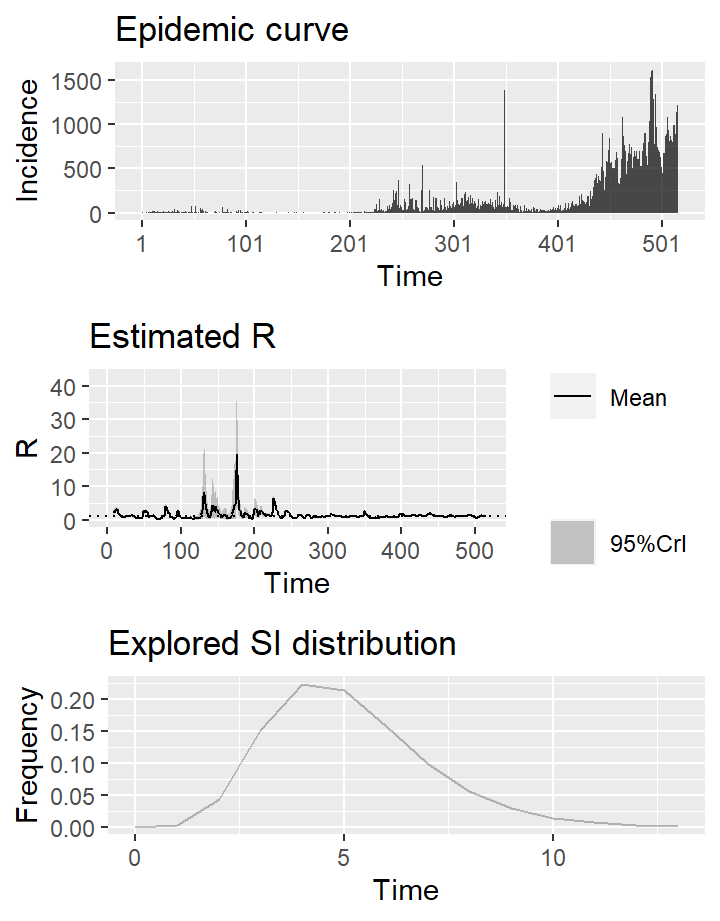 Epidemic curve
1500
1000
500
0
Incidence
1 101 201 301 401 501
Time
Estimated R
40
30
20
10
0
R
0 100 200 300 400 500
Time
Mean
95%CrI
Explored SI distribution
0.20
0.15
0.10
0.05
0.00
Frequency
0 5 10
Time